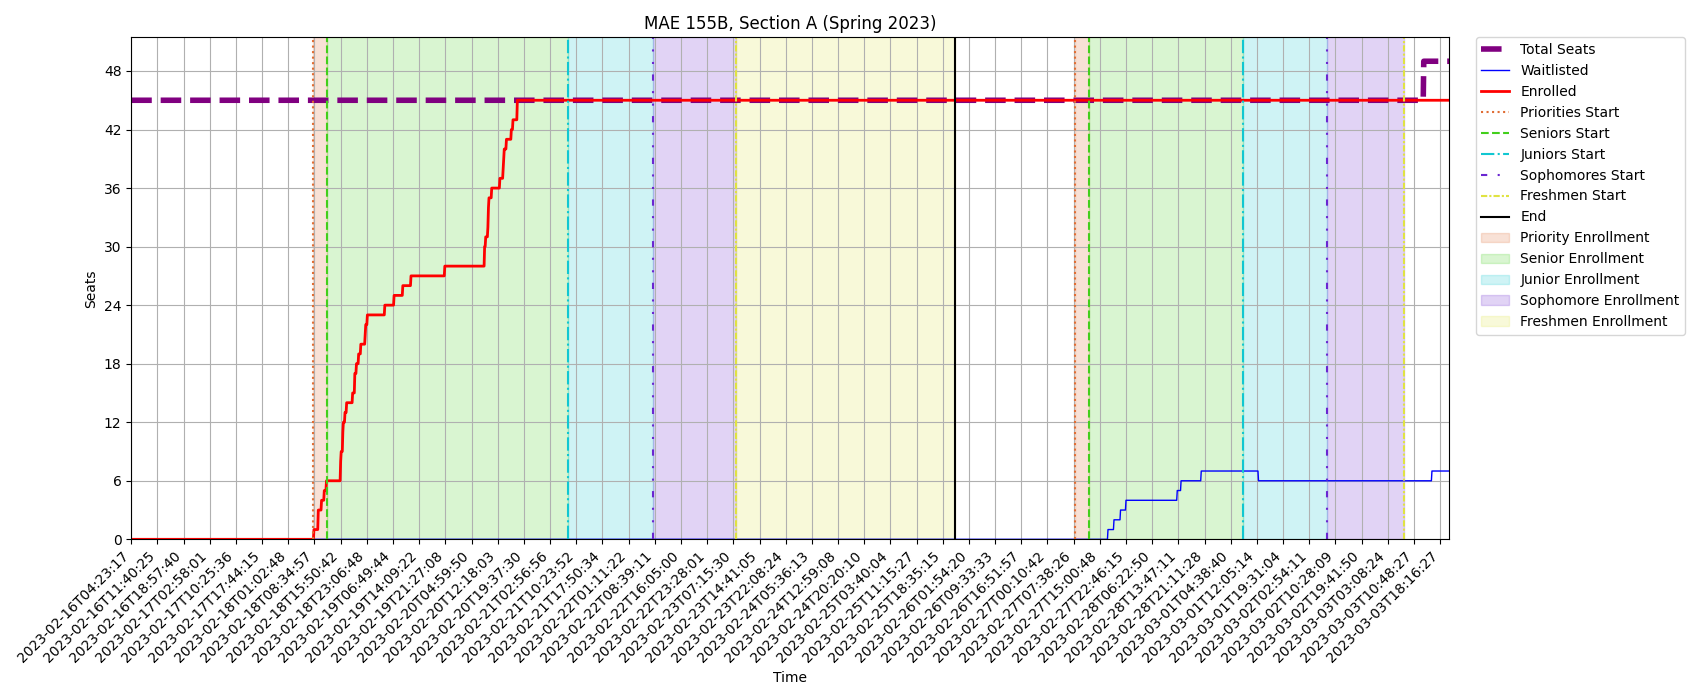 MAE 155B, Section A (Spring 2023)
Total Seats
Waitlisted
Enrolled
Priorities Start
Seniors Start
Juniors Start
Sophomores Start
Freshmen Start
End
Priority Enrollment
Senior Enrollment
Junior Enrollment
Sophomore Enrollment
Freshmen Enrollment
Seats
48
42
36
30
24
18
12
6
0
2023-02-16T04:23:17
2023-02-16T11:40:25
2023-02-16T18:57:40
2023-02-17T02:58:01
2023-02-17T10:25:36
2023-02-17T17:44:15
2023-02-18T01:02:48
2023-02-18T08:34:57
2023-02-18T15:50:42
2023-02-18T23:06:48
2023-02-19T06:49:44
2023-02-19T14:09:22
2023-02-19T21:27:08
2023-02-20T04:59:50
2023-02-20T12:18:03
2023-02-20T19:37:30
2023-02-21T02:56:56
2023-02-21T10:23:52
2023-02-21T17:50:34
2023-02-22T01:11:22
2023-02-22T08:39:11
2023-02-22T16:05:00
2023-02-22T23:28:01
2023-02-23T07:15:30
2023-02-23T14:41:05
2023-02-23T22:08:24
2023-02-24T05:36:13
2023-02-24T12:59:08
2023-02-24T20:20:10
2023-02-25T03:40:04
2023-02-25T11:15:27
2023-02-25T18:35:15
2023-02-26T01:54:20
2023-02-26T09:33:33
2023-02-26T16:51:57
2023-02-27T00:10:42
2023-02-27T07:38:26
2023-02-27T15:00:48
2023-02-27T22:46:15
2023-02-28T06:22:50
2023-02-28T13:47:11
2023-02-28T21:11:28
2023-03-01T04:38:40
2023-03-01T12:05:14
2023-03-01T19:31:04
2023-03-02T02:54:11
2023-03-02T10:28:09
2023-03-02T19:41:50
2023-03-03T03:08:24
2023-03-03T10:48:27
2023-03-03T18:16:27
Time